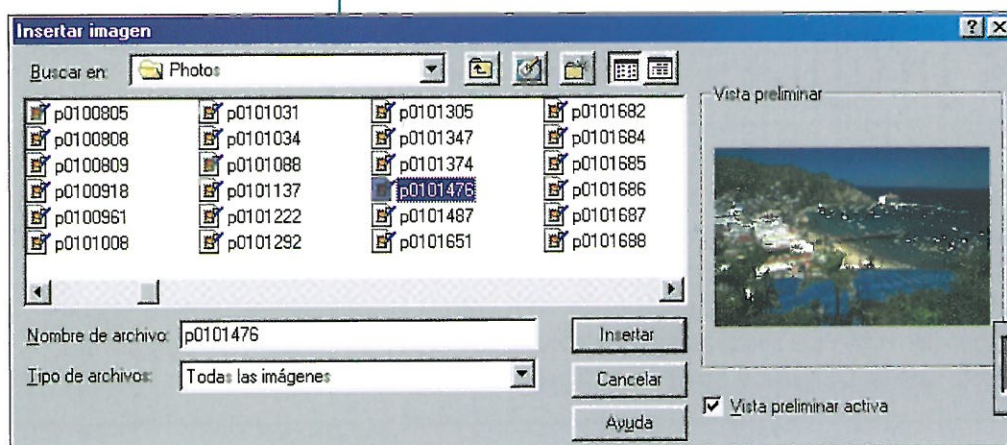 Insertar imagen
Buscar en: Photos
p0100805
p0100808
p0100809
p0100918
p0100961
p0101008
p0101031
p0101034
p0101088
p0101137
p0101222
p0101292
p0101305
p0101347
p0101374
p0101476
p0101487
p0101651
p0101682
p0101684
p0101685
p0101686
p0101687
p0101688
Nombre de archivo: p0101476
Tipo de archivos: Todas las imágenes
Insertar
Cancelar
Ayuda
Vista preliminar
Vista preliminar activa